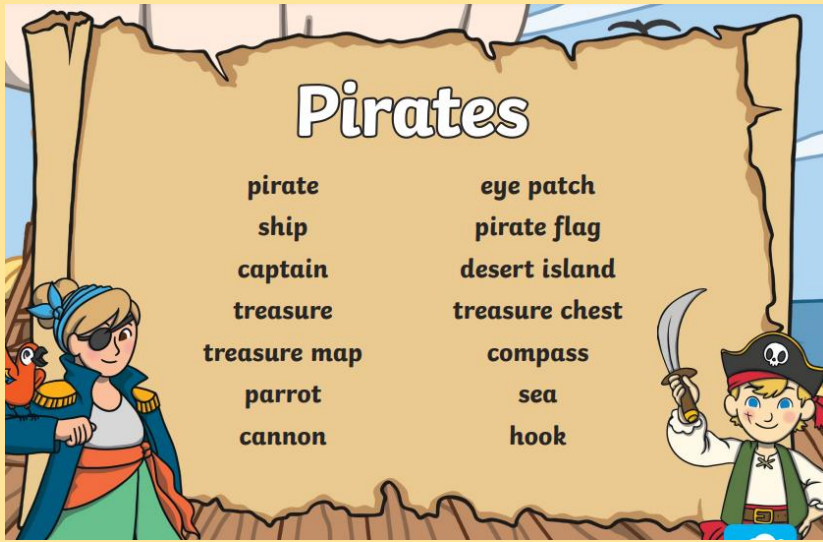 Pirates
pirate
ship
captain
treasure
treasure map
parrot
cannon
eye patch
pirate flag
desert island
treasure chest
compass
sea
hook